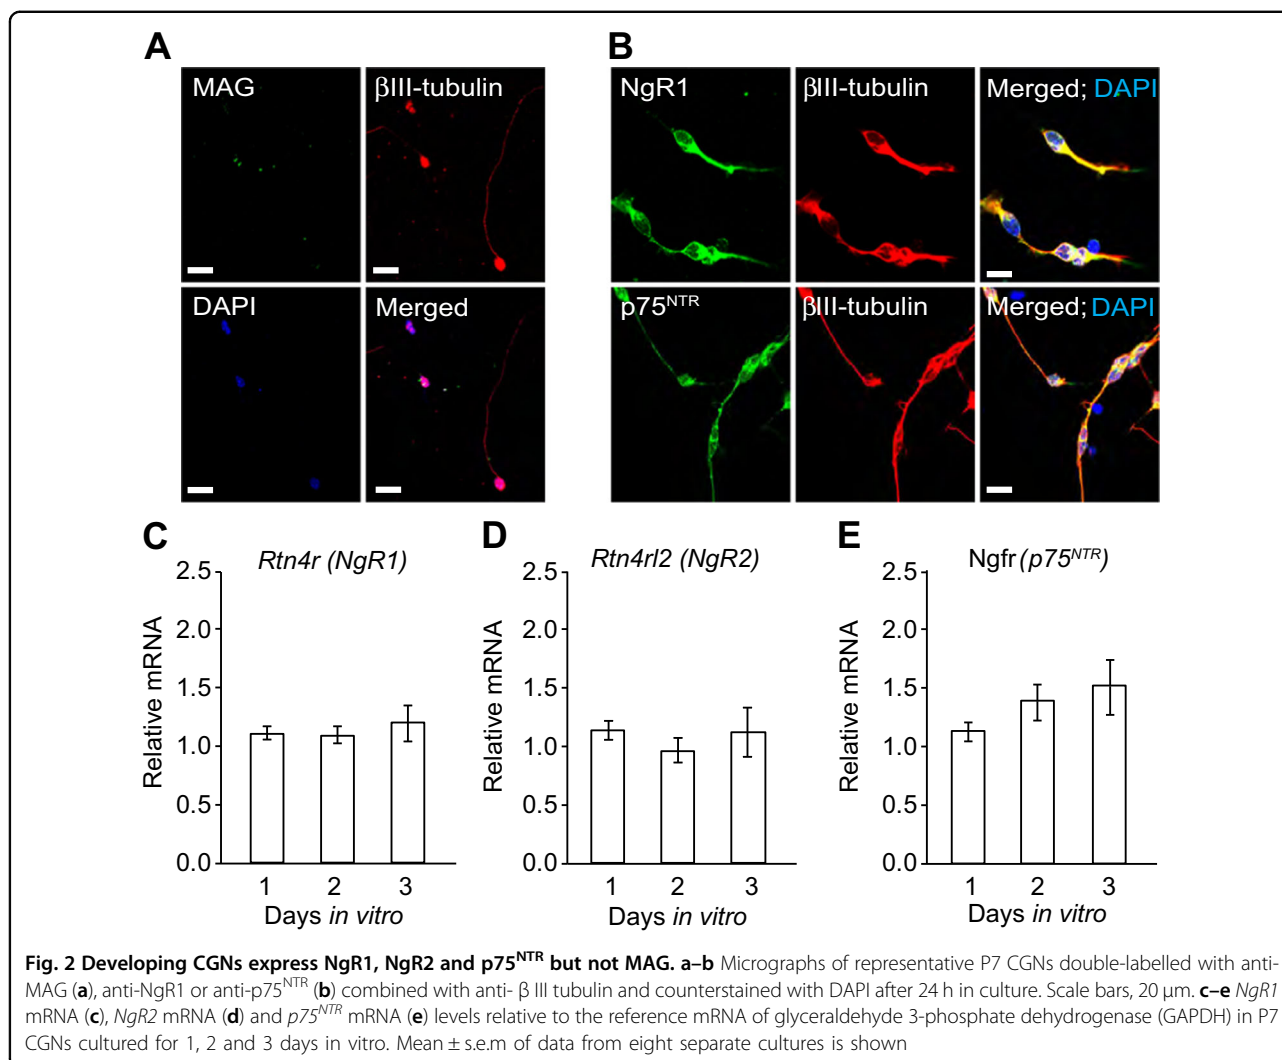 A
B
MAG
βIII-tubulin
NgR1
βIII-tubulin
Merged; DAPI
DAPI
Merged
p75NTR
βIII-tubulin
Merged; DAPI
C
Rtn4r (NgR1)
Relative mRNA
2.5
2.0
1.5
1.0
0.5
0.0
1 2 3
Days in vitro
D
Rtn4rl2 (NgR2)
Relative mRNA
2.5
2.0
1.5
1.0
0.5
0.0
1 2 3
Days in vitro
E
Ngfr (p75NTR)
Relative mRNA
2.5
2.0
1.5
1.0
0.5
0.0
1 2 3
Days in vitro
Fig. 2 Developing CGNs express NgR1, NgR2 and p75NTR but not MAG. a–b Micrographs of representative P7 CGNs double-labelled with anti-
MAG (a), anti-NgR1 or anti-p75NTR (b) combined with anti- β III tubulin and counterstained with DAPI after 24 h in culture. Scale bars, 20 μm. c–e NgR1
mRNA (c), NgR2 mRNA (d) and p75NTR mRNA (e) levels relative to the reference mRNA of glyceraldehyde 3-phosphate dehydrogenase (GAPDH) in P7
CGNs cultured for 1, 2 and 3 days in vitro. Mean ± s.e.m of data from eight separate cultures is shown